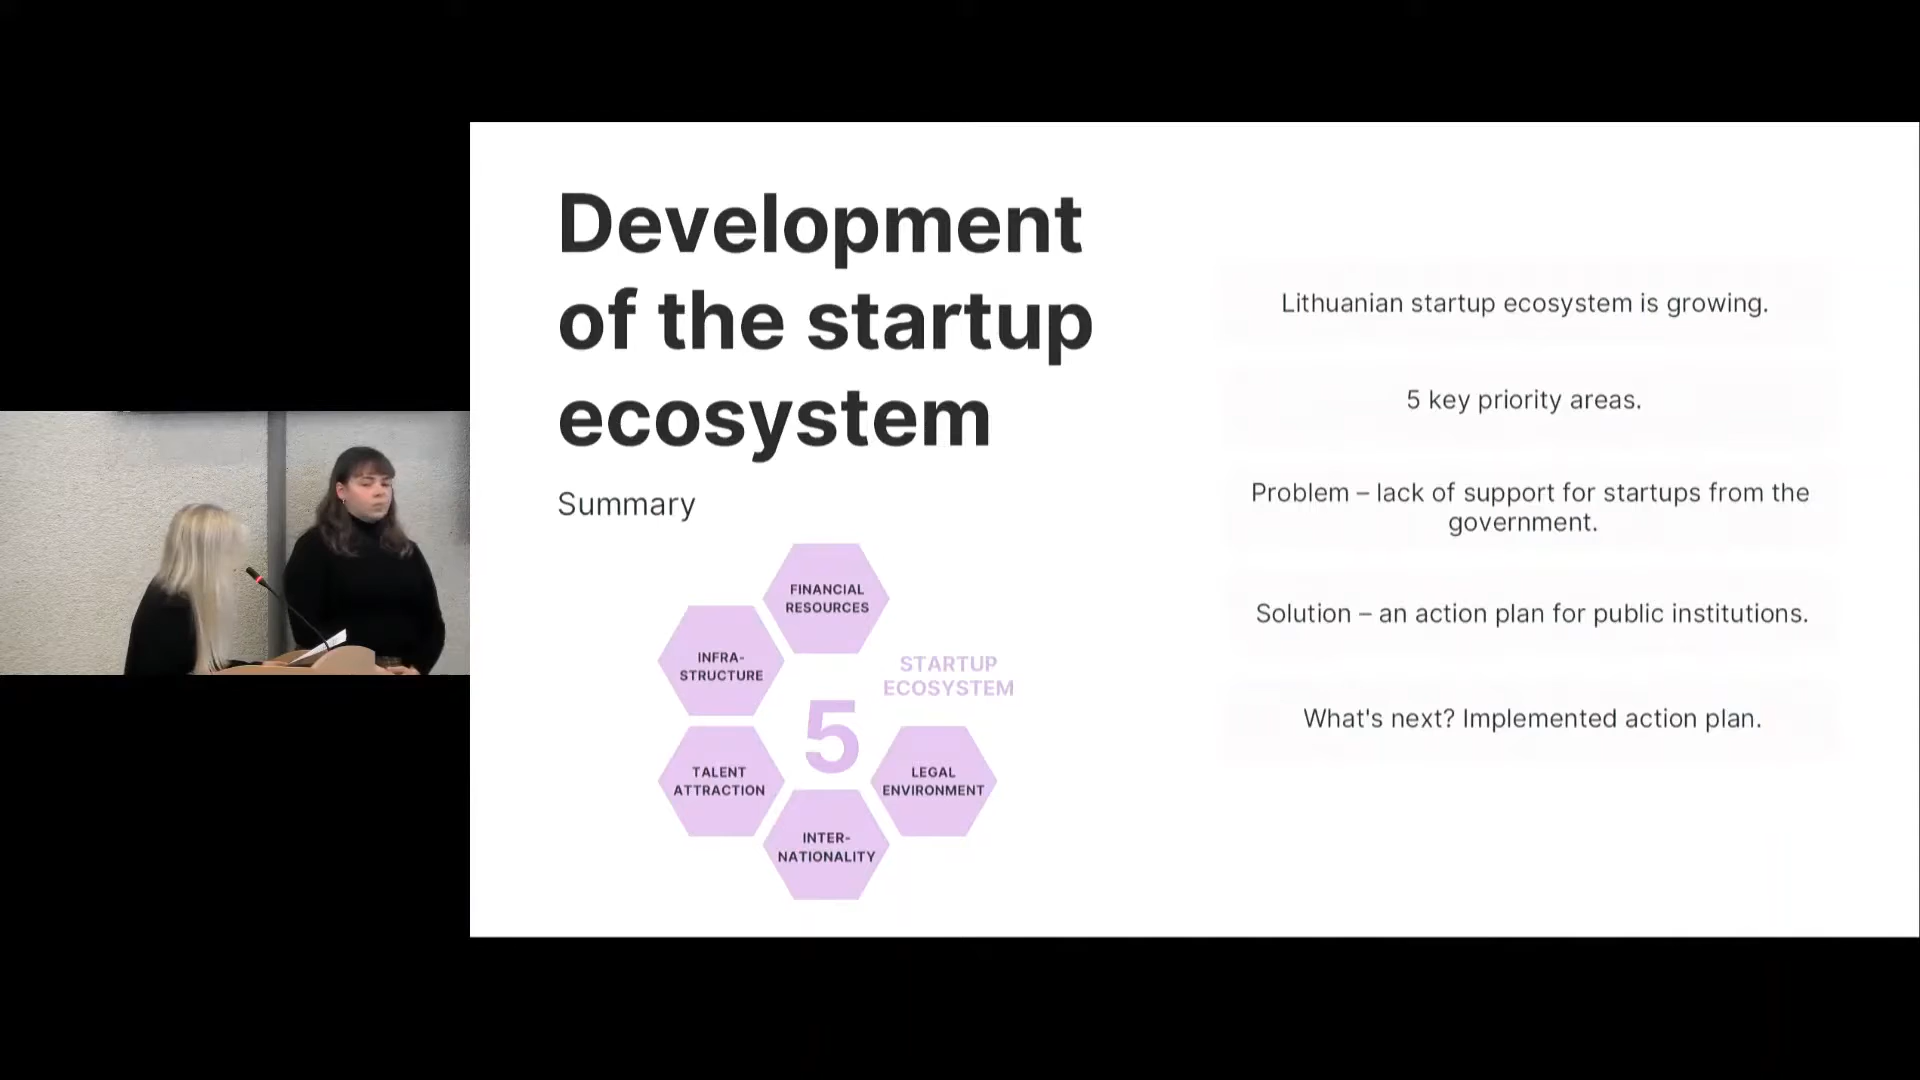 Development
of the startup
ecosystem
Summary
FINANCIAL
RESOURCES
INFRA-
STRUCTURE
STARTUP
ECOSYSTEM
5
TALENT
ATTRACTION
LEGAL
ENVIRONMENT
INTER-
NATIONALITY
Lithuanian startup ecosystem is growing.
5 key priority areas.
Problem – lack of support for startups from the
government.
Solution – an action plan for public institutions.
What's next? Implemented action plan.